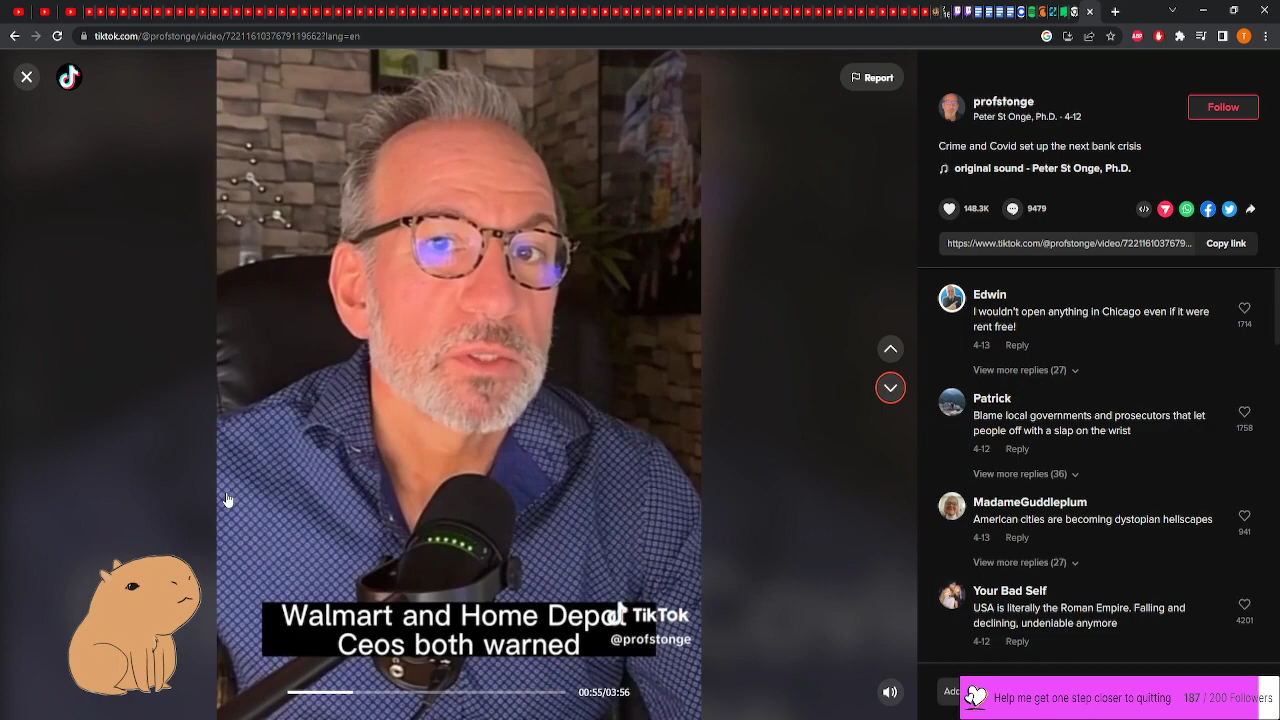 tiktok.com/@profstonge/video/7221161037679119662?lang=en
Report
profstonge
Peter St Onge, Ph.D. · 4-12
Follow
Crime and Covid set up the next bank crisis
original sound - Peter St Onge, Ph.D.
148.3K
9479
https://www.tiktok.com/@profstonge/video/7221161037679...
Copy link
Edwin
I wouldn't open anything in Chicago even if it were
rent free!
1714
4-13 Reply
View more replies (27)
Patrick
Blame local governments and prosecutors that let
people off with a slap on the wrist
1758
4-12 Reply
View more replies (36)
MadameGuddleplum
American cities are becoming dystoplan hellscapes
941
4-13 Reply
View more replies (27)
Your Bad Self
USA is literally the Roman Empire. Falling and
declining, undeniable anymore
4201
4-12 Reply
Walmart and Home Depot
Ceos both warned
TikTok
@profstonge
00:55/03:56
Add
Help me get one step closer to quitting 187 / 200 Followers